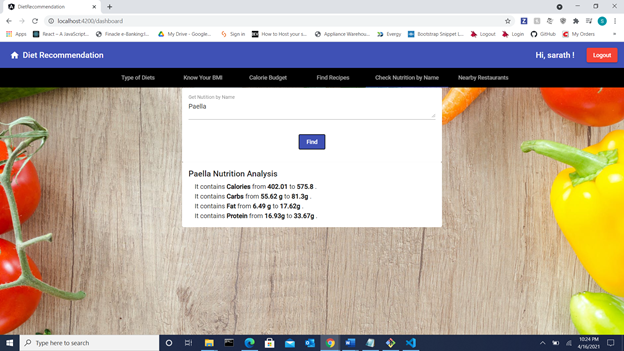 DietRecommendation
localhost:4200/dashboard
Apps
React – A JavaScript...
Finacle e-Banking:l...
My Drive - Google...
Sign in
How to Host your s...
Appliance Warehou...
Evergy
Bootstrap Snippet |...
Logout
Login
GitHub
My Orders
Diet Recommendation
Hi, sarath !
Logout
Type of Diets
Know Your BMI
Calorie Budget
Find Recipes
Check Nutrition by Name
Nearby Restaurants
Get Nutition by Name
Paella
Find
Paella Nutrition Analysis
It contains Calories from 402.01 to 575.8 .
It contains Carbs from 55.62 g to 81.3g .
It contains Fat from 6.49 g to 17.62g .
It contains Protein from 16.93g to 33.67g .
Type here to search
10:24 PM
4/16/2021